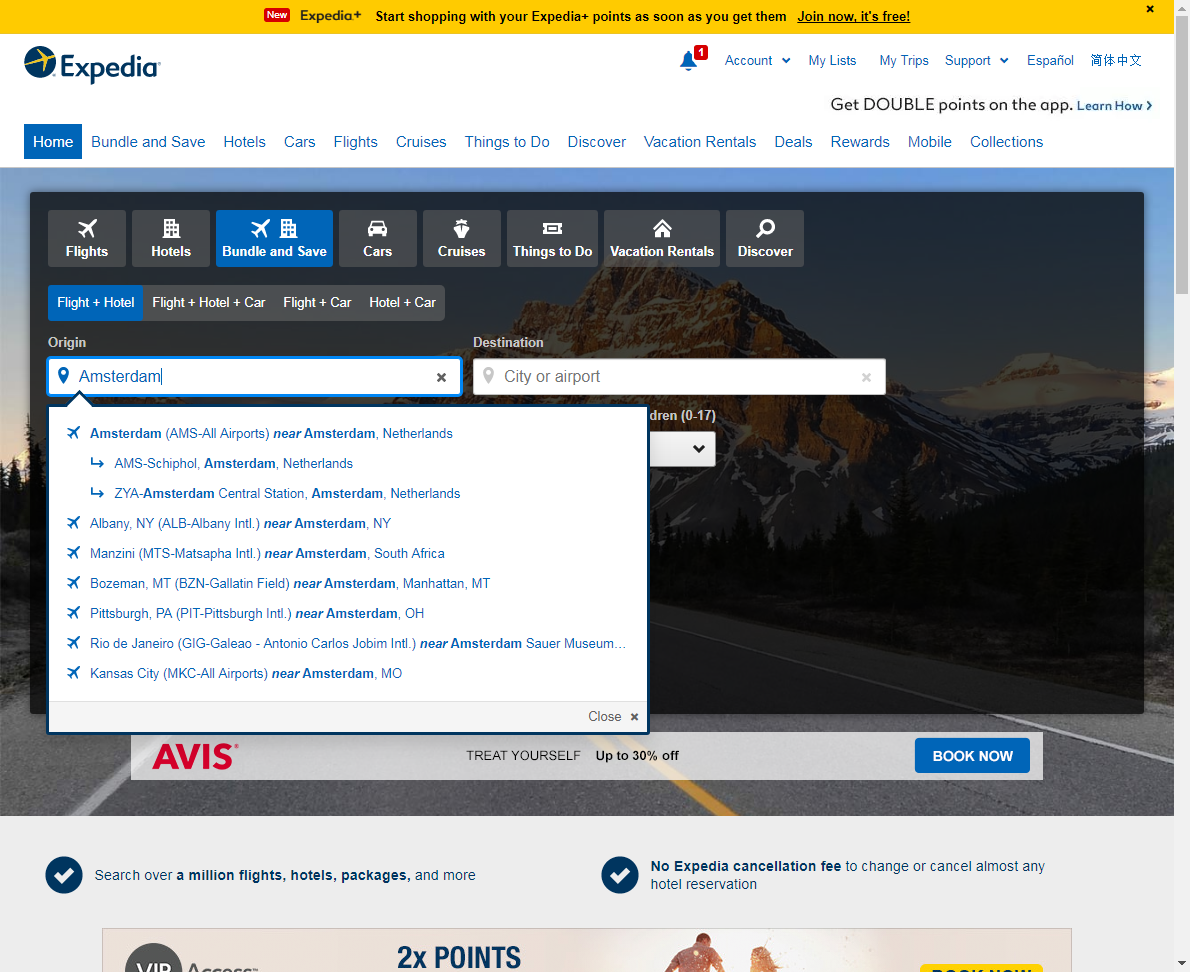 New Expedia+ Start shopping with your Expedia+ points as soon as you get them Join now, it's free!
Expedia
1 Account My Lists My Trips Support Español 简体中文
Get DOUBLE points on the app. Learn How
Home Bundle and Save Hotels Cars Flights Cruises Things to Do Discover Vacation Rentals Deals Rewards Mobile Collections
Flights Hotels Bundle and Save Cars Cruises Things to Do Vacation Rentals Discover
Flight + Hotel Flight + Hotel + Car Flight + Car Hotel + Car
Origin Destination
Amsterdam City or airport
dren (0-17)
Amsterdam (AMS-All Airports) near Amsterdam, Netherlands
AMS-Schiphol, Amsterdam, Netherlands
ZYA-Amsterdam Central Station, Amsterdam, Netherlands
Albany, NY (ALB-Albany Intl.) near Amsterdam, NY
Manzini (MTS-Matsapha Intl.) near Amsterdam, South Africa
Bozeman, MT (BZN-Gallatin Field) near Amsterdam, Manhattan, MT
Pittsburgh, PA (PIT-Pittsburgh Intl.) near Amsterdam, OH
Rio de Janeiro (GIG-Galeao - Antonio Carlos Jobim Intl.) near Amsterdam Sauer Museum...
Kansas City (MKC-All Airports) near Amsterdam, MO
Close
AVIS TREAT YOURSELF Up to 30% off BOOK NOW
Search over a million flights, hotels, packages, and more
No Expedia cancellation fee to change or cancel almost any
hotel reservation
VIP Access 2x POINTS
BOOK NOW